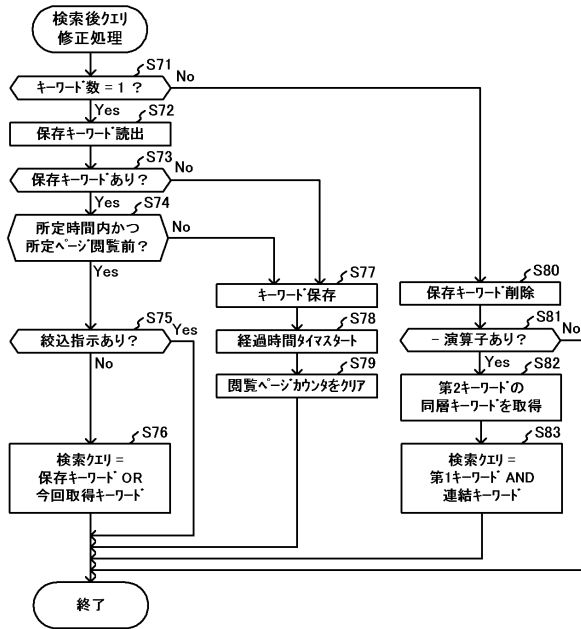 検索後クエリ
修正処理
S71
キーワード数 = 1 ?
No
Yes
S72
保存キーワード読出
S73
保存キーワードあり?
No
Yes
S74
所定時間内かつ
所定ページ閲覧前?
No
Yes
S77
キーワード保存
S78
経過時間タイマスタート
S79
閲覧ページカウンタをクリア
S75
絞込指示あり?
Yes
No
S76
検索クエリ =
保存キーワード OR
今回取得キーワード
S80
保存キーワード削除
S81
- 演算子あり?
No
Yes
S82
第2キーワードの
同層キーワードを取得
S83
検索クエリ =
第1キーワード AND
連結キーワード
終了